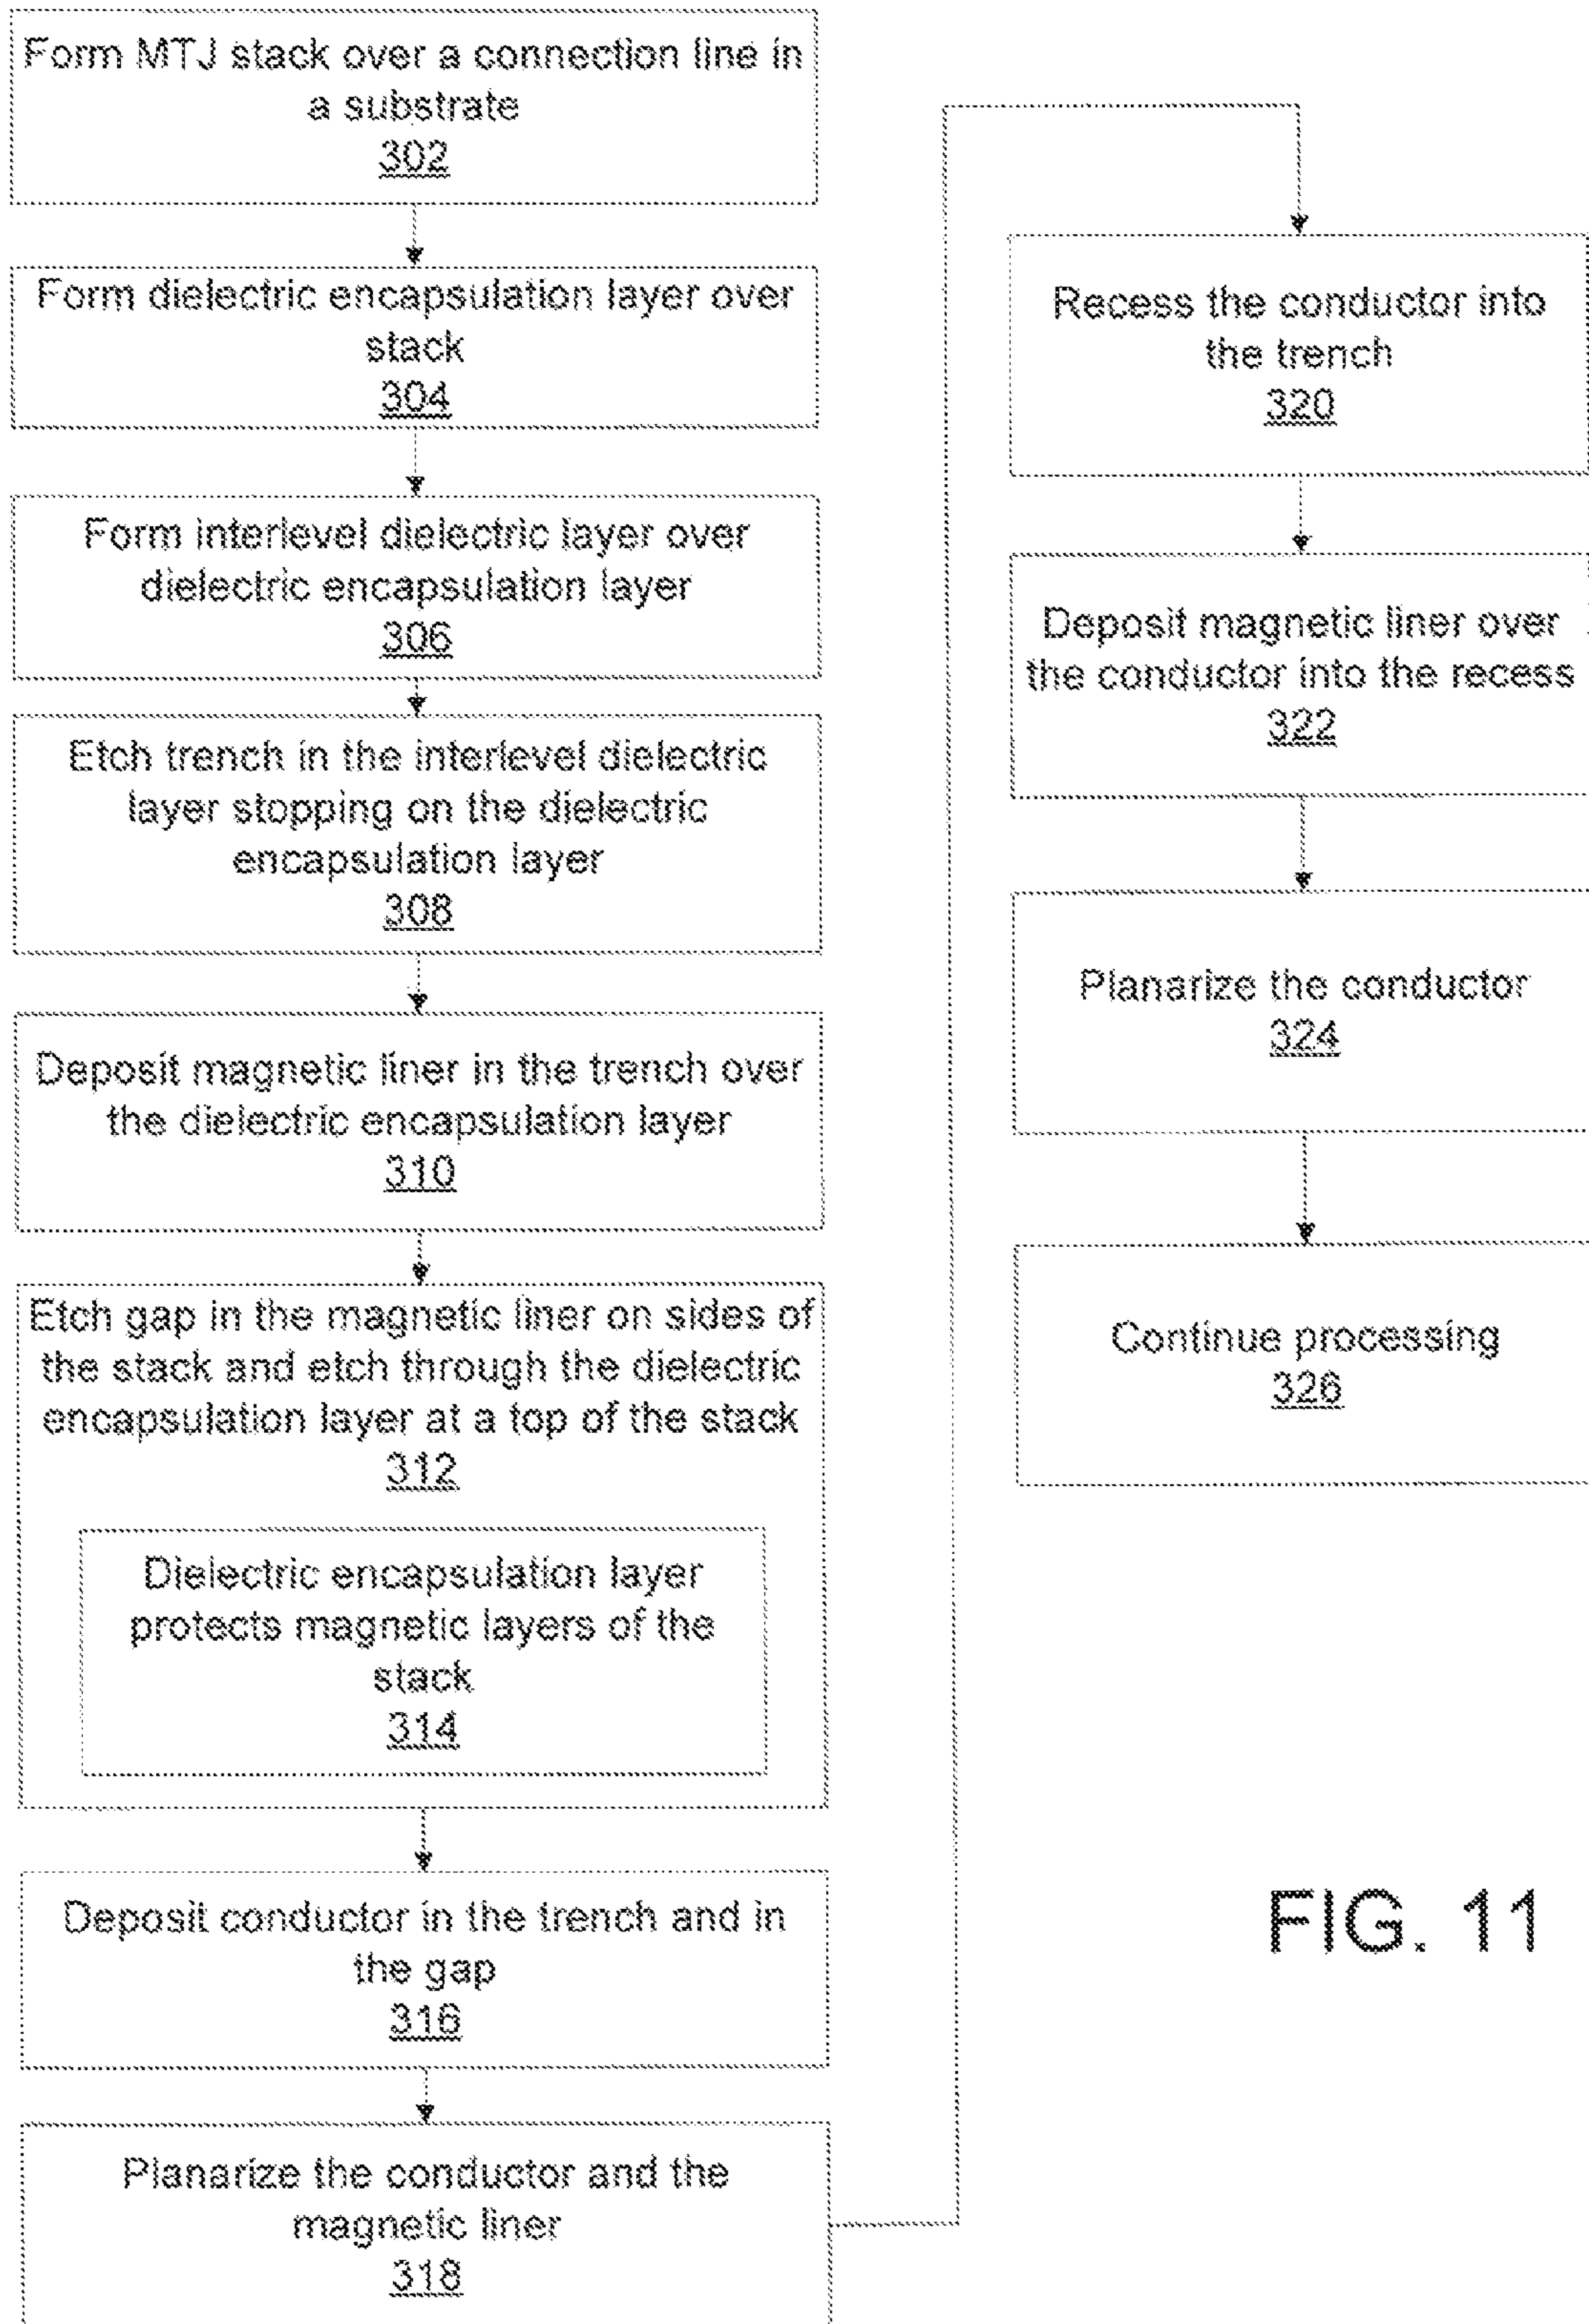 Form MTJ stack over a connection line in
a substrate
302
Form dielectric encapsulation layer over
stack
304
Form interlevel dielectric layer over
dielectric encapsulation layer
306
Etch trench in the interlevel dielectric
layer stopping on the dielectric
encapsulation layer
308
Deposit magnetic liner in the trench over
the dielectric encapsulation layer
310
Etch gap in the magnetic liner on sides of
the stack and etch through the dielectric
encapsulation layer at a top of the stack
312
Dielectric encapsulation layer
protects magnetic layers of the
stack
314
Deposit conductor in the trench and in
the gap
316
Planarize the conductor and the
magnetic liner
318
Recess the conductor into
the trench
320
Deposit magnetic liner over
the conductor into the recess
322
Planarize the conductor
324
Continue processing
326
FIG. 11